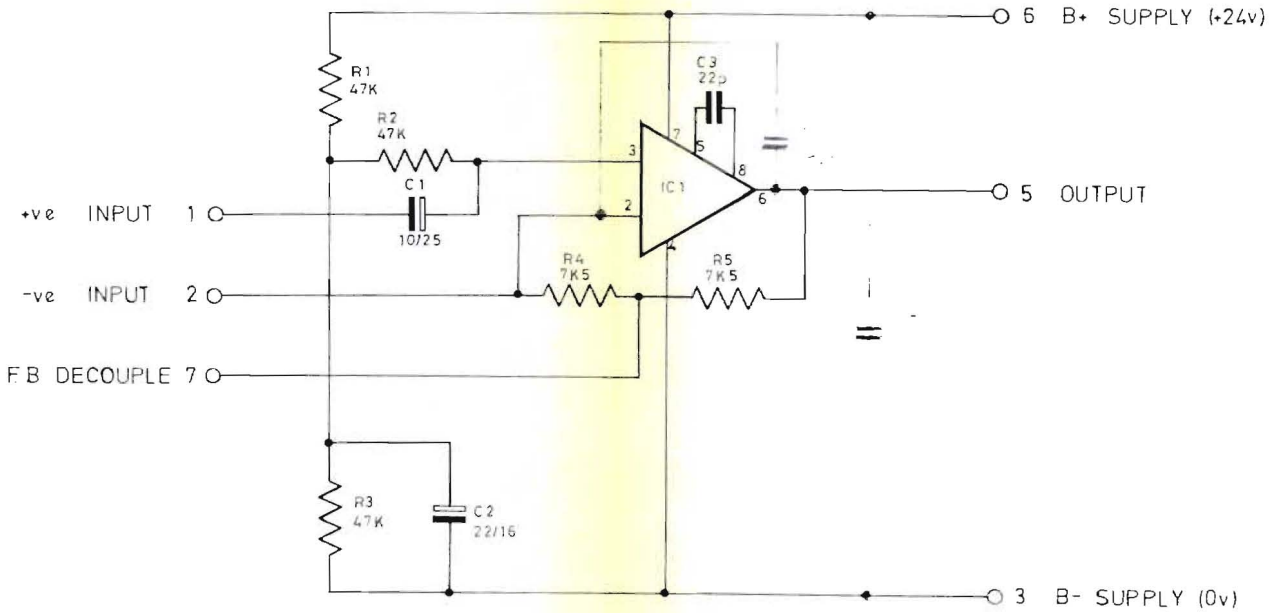 6 B+ SUPPLY (+24v)
R1
47K
R2
47K
C3
22p
7
5
8
3
IC1
2
6
4
C1
10/25
+ve INPUT 1
5 OUTPUT
R4
7K5
R5
7K5
-ve INPUT 2
F.B DECOUPLE 7
R3
47K
C2
22/16
3 B- SUPPLY (0v)